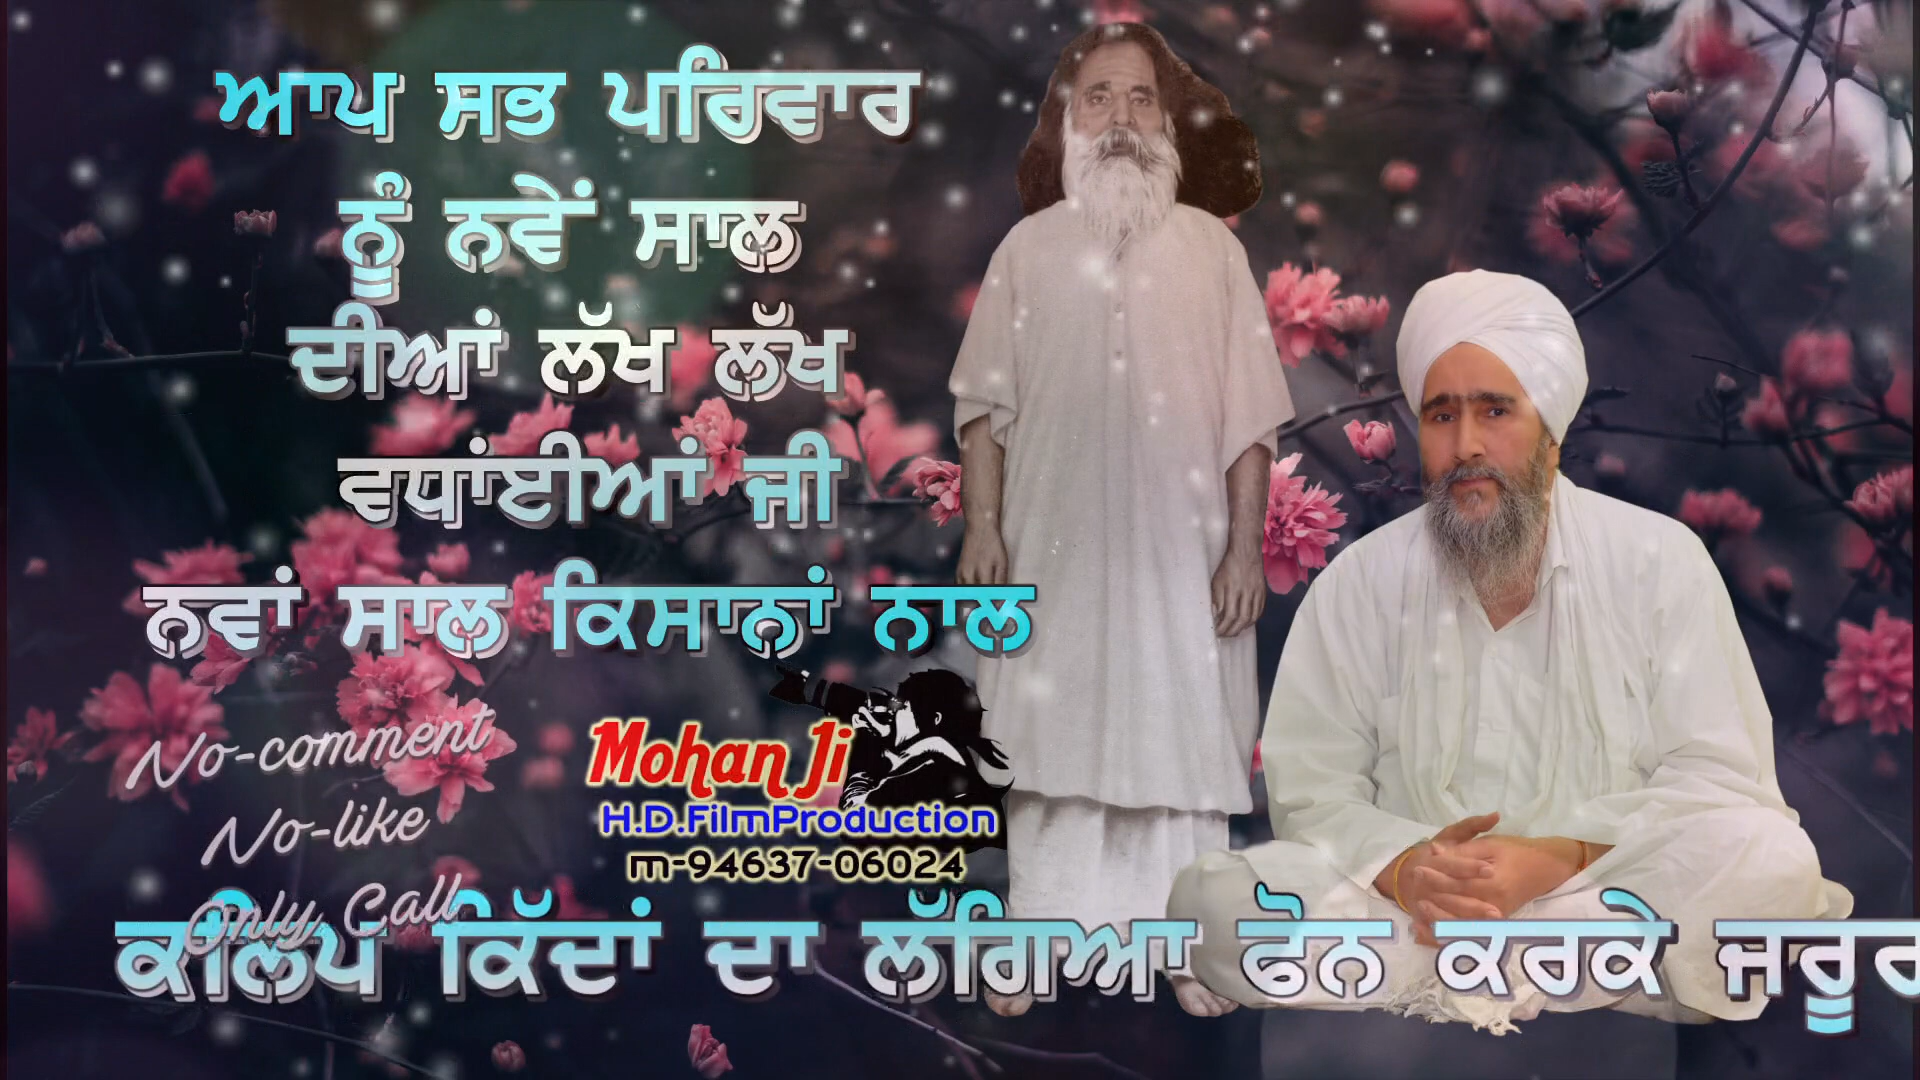 ਆਪ ਸਭ ਪਰਿਵਾਰ
ਨੂੰ ਨਵੇਂ ਸਾਲ
ਦੀਆਂ ਲੱਖ ਲੱਖ
ਵਧਾਂਈਆਂ ਜੀ
ਨਵਾਂ ਸਾਲ ਕਿਸਾਨਾਂ ਨਾਲ
No-comment
No-like
Only Call
Mohan Ji
H.D.FilmProduction
m-94637-06024
ਕਲਿਪ ਕਿੱਦਾਂ ਦਾ ਲੱਗਿਆ ਫੋਨ ਕਰਕੇ ਜਰੂਰ